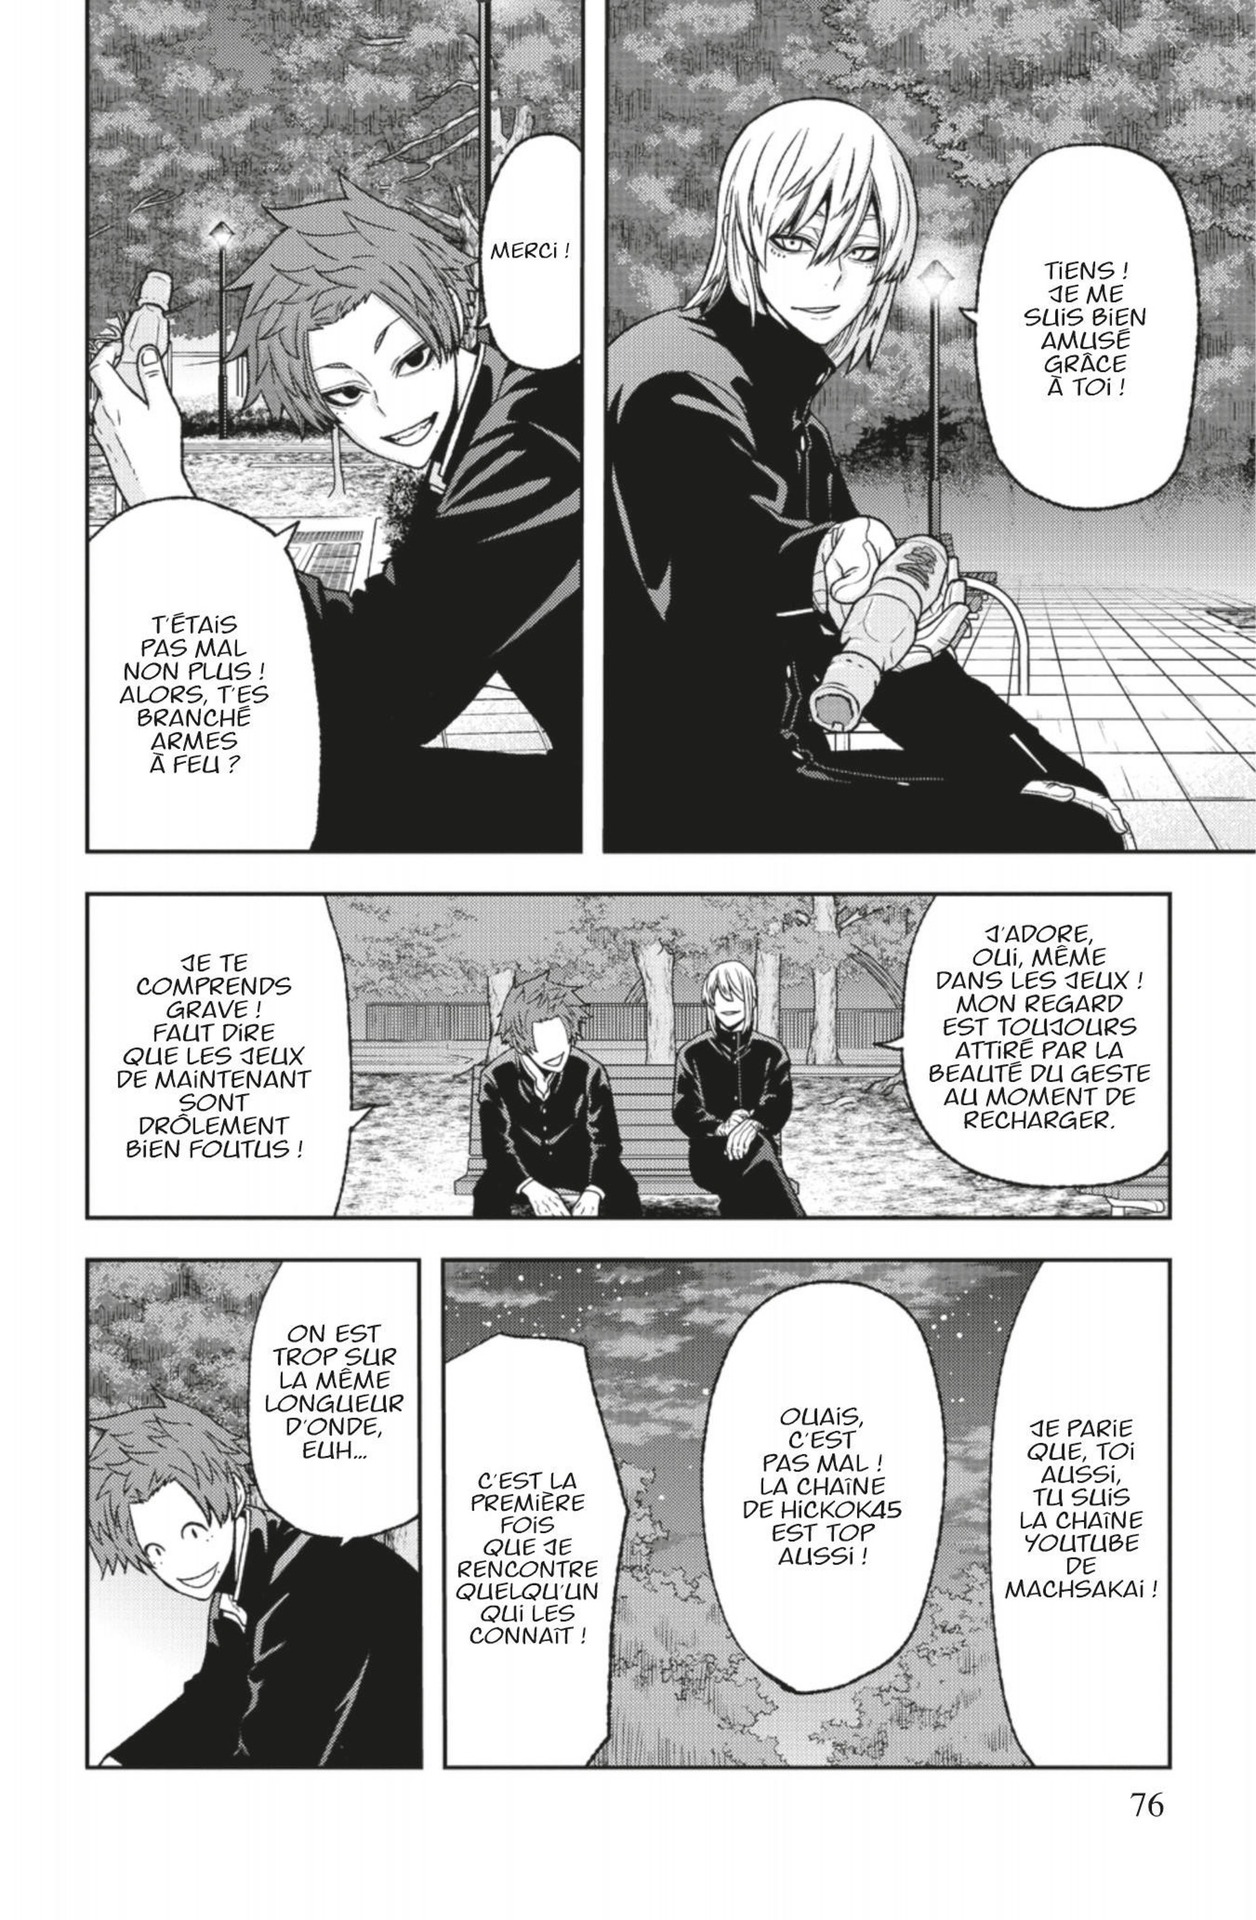 TIENS !
JE ME
SUIS BIEN
AMUSÉ
GRÂCE
À TOI !
MERCI !
T'ÉTAIS
PAS MAL
NON PLUS !
ALORS, T'ES
BRANCHÉ
ARMES
À FEU ?
J'ADORE,
OUI, MÊME
DANS LES JEUX !
MON REGARD
EST TOUJOURS
ATTIRÉ PAR LA
BEAUTÉ DU GESTE
AU MOMENT DE
RECHARGER.
JE TE
COMPRENDS
GRAVE !
FAUT DIRE
QUE LES JEUX
DE MAINTENANT
SONT
DRÔLEMENT
BIEN FOUTUS !
JE PARIE
QUE, TOI
AUSSI,
TU SUIS
LA CHAÎNE
YOUTUBE
DE
MACHSAKAI !
OUAIS,
C'EST
PAS MAL !
LA CHAÎNE
DE HICKOK45
EST TOP
AUSSI !
C'EST LA
PREMIÈRE
FOIS
QUE JE
RENCONTRE
QUELQU'UN
QUI LES
CONNAÎT !
ON EST
TROP SUR
LA MÊME
LONGUEUR
D'ONDE,
EUH...
76